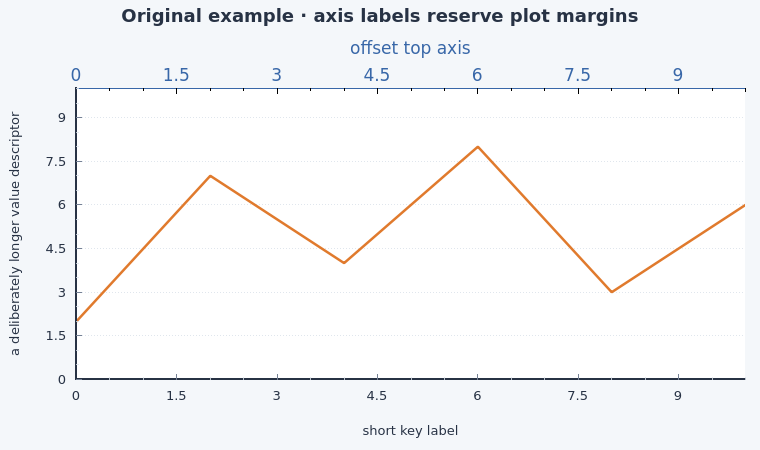 Original example · axis labels reserve plot margins
offset top axis
0 1.5 3 4.5 6 7.5 9
a deliberately longer value descriptor
9
7.5
6
4.5
3
1.5
0
0 1.5 3 4.5 6 7.5 9
short key label